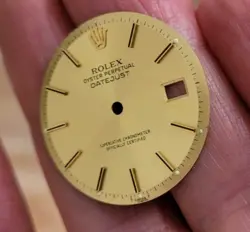 ROLEX
OYSTER PERPETUAL
DATEJUST
SUPERLATIVE CHRONOMETER
OFFICIALLY CERTIFIED